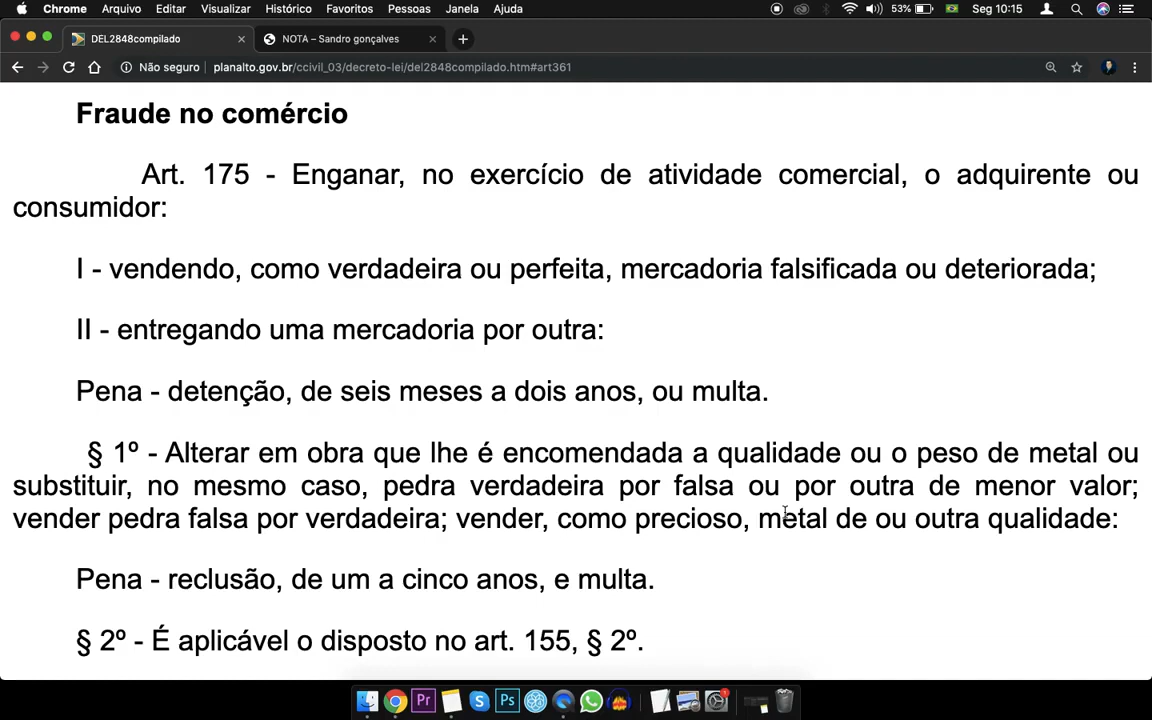 Chrome Arquivo Editar Visualizar Histórico Favoritos Pessoas Janela Ajuda 53% Seg 10:15
DEL2848compilado NOTA – Sandro gonçalves
Não seguro planalto.gov.br/ccivil_03/decreto-lei/del2848compilado.htm#art361
Fraude no comércio
Art. 175 - Enganar, no exercício de atividade comercial, o adquirente ou
consumidor:
I - vendendo, como verdadeira ou perfeita, mercadoria falsificada ou deteriorada;
II - entregando uma mercadoria por outra:
Pena - detenção, de seis meses a dois anos, ou multa.
§ 1º - Alterar em obra que lhe é encomendada a qualidade ou o peso de metal ou
substituir, no mesmo caso, pedra verdadeira por falsa ou por outra de menor valor;
vender pedra falsa por verdadeira; vender, como precioso, metal de ou outra qualidade:
Pena - reclusão, de um a cinco anos, e multa.
§ 2º - É aplicável o disposto no art. 155, § 2º.
Pr Ps